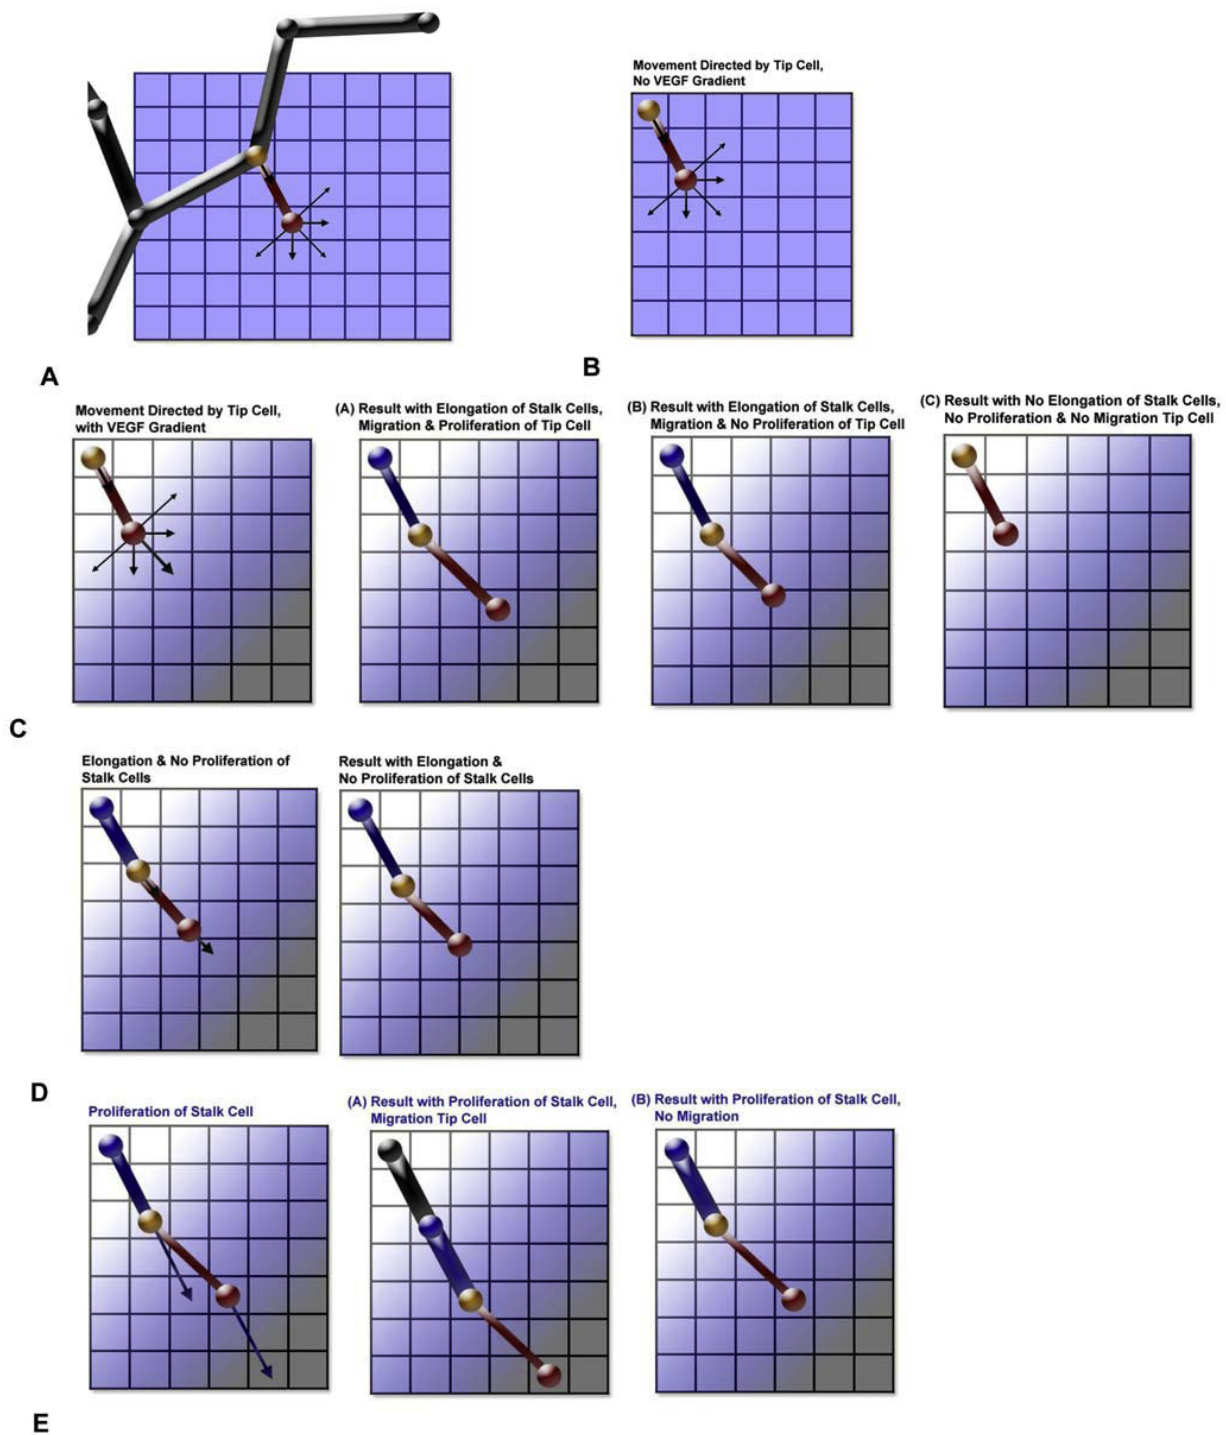 Movement Directed by Tip Cell,
No VEGF Gradient
A
B
Movement Directed by Tip Cell,
with VEGF Gradient
(A) Result with Elongation of Stalk Cells,
Migration & Proliferation of Tip Cell
(B) Result with Elongation of Stalk Cells,
Migration & No Proliferation of Tip Cell
(C) Result with No Elongation of Stalk Cells,
No Proliferation & No Migration Tip Cell
C
Elongation & No Proliferation of
Stalk Cells
Result with Elongation &
No Proliferation of Stalk Cells
D
Proliferation of Stalk Cell
(A) Result with Proliferation of Stalk Cell,
Migration Tip Cell
(B) Result with Proliferation of Stalk Cell,
No Migration
E